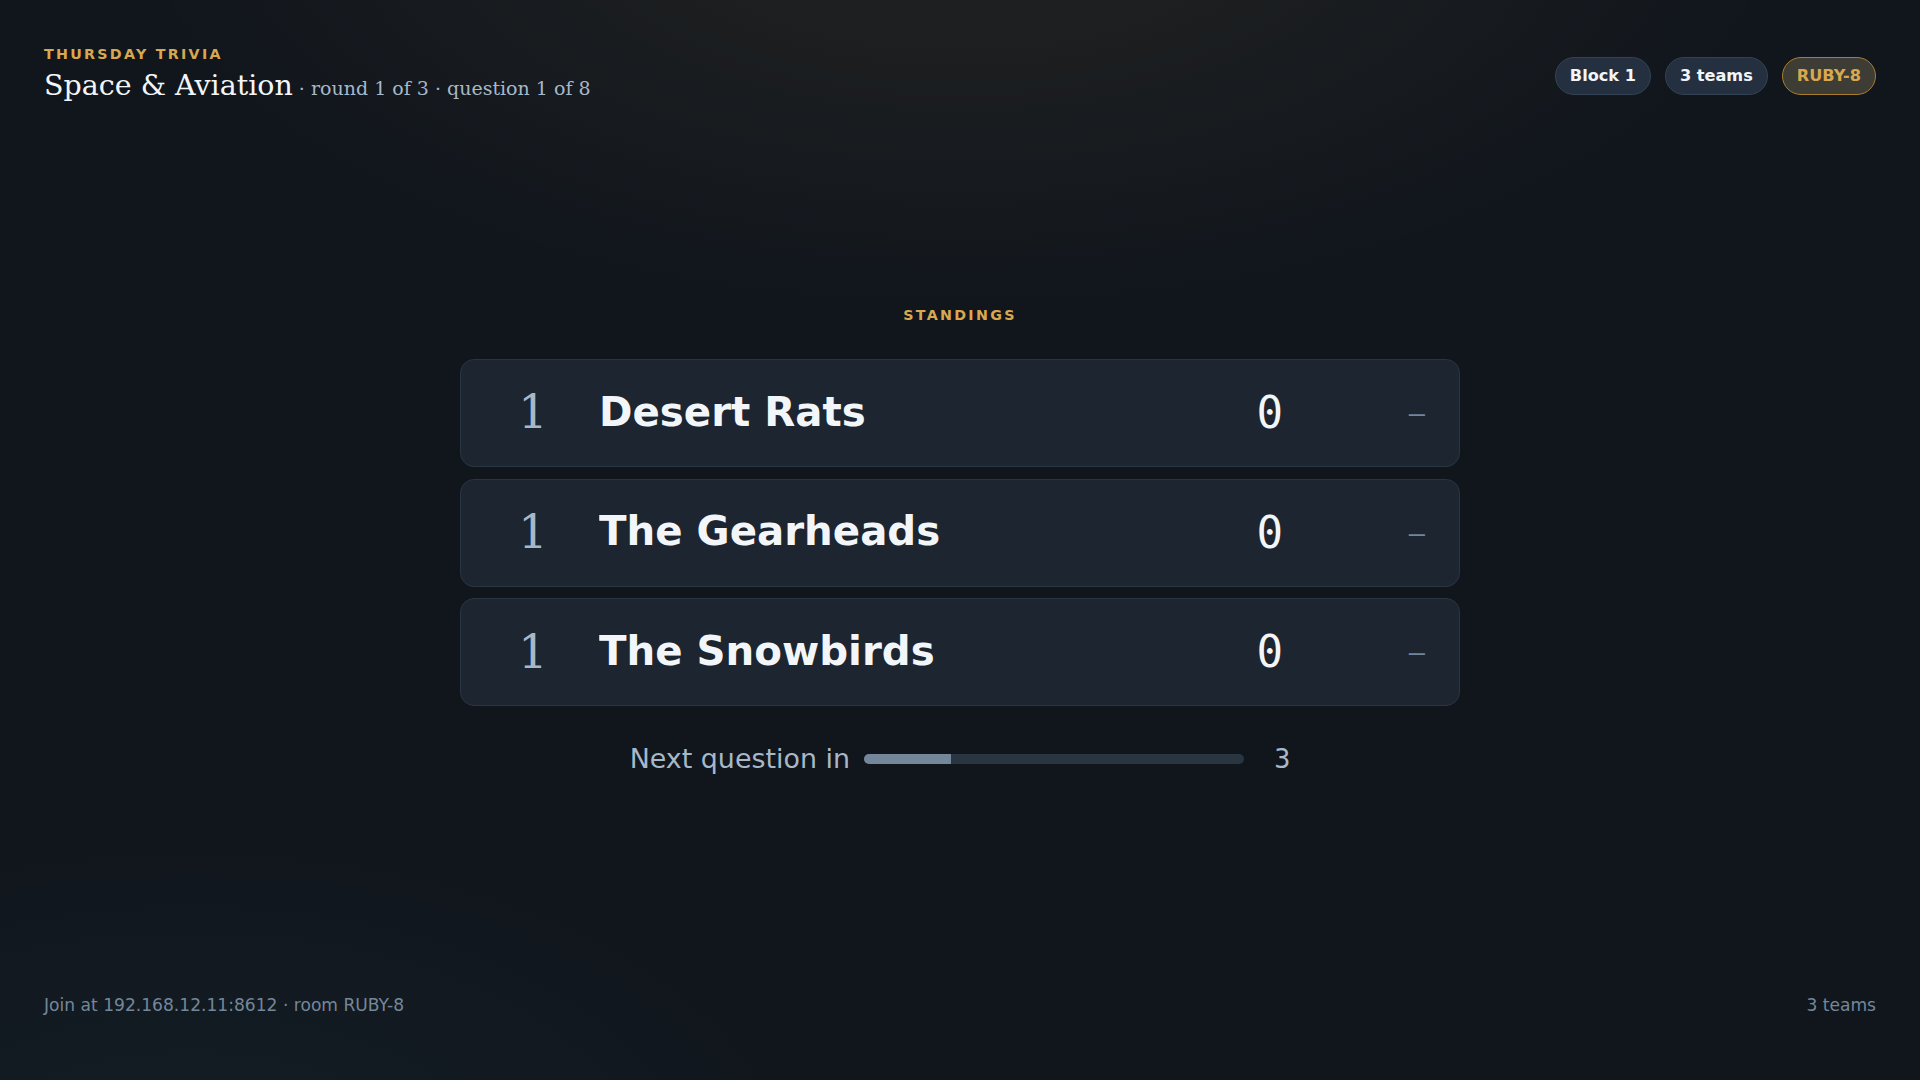 THURSDAY TRIVIA
Space & Aviation · round 1 of 3 · question 1 of 8
Block 1
3 teams
RUBY-8
STANDINGS
1 Desert Rats 0 –
1 The Gearheads 0 –
1 The Snowbirds 0 –
Next question in 3
Join at 192.168.12.11:8612 · room RUBY-8
3 teams